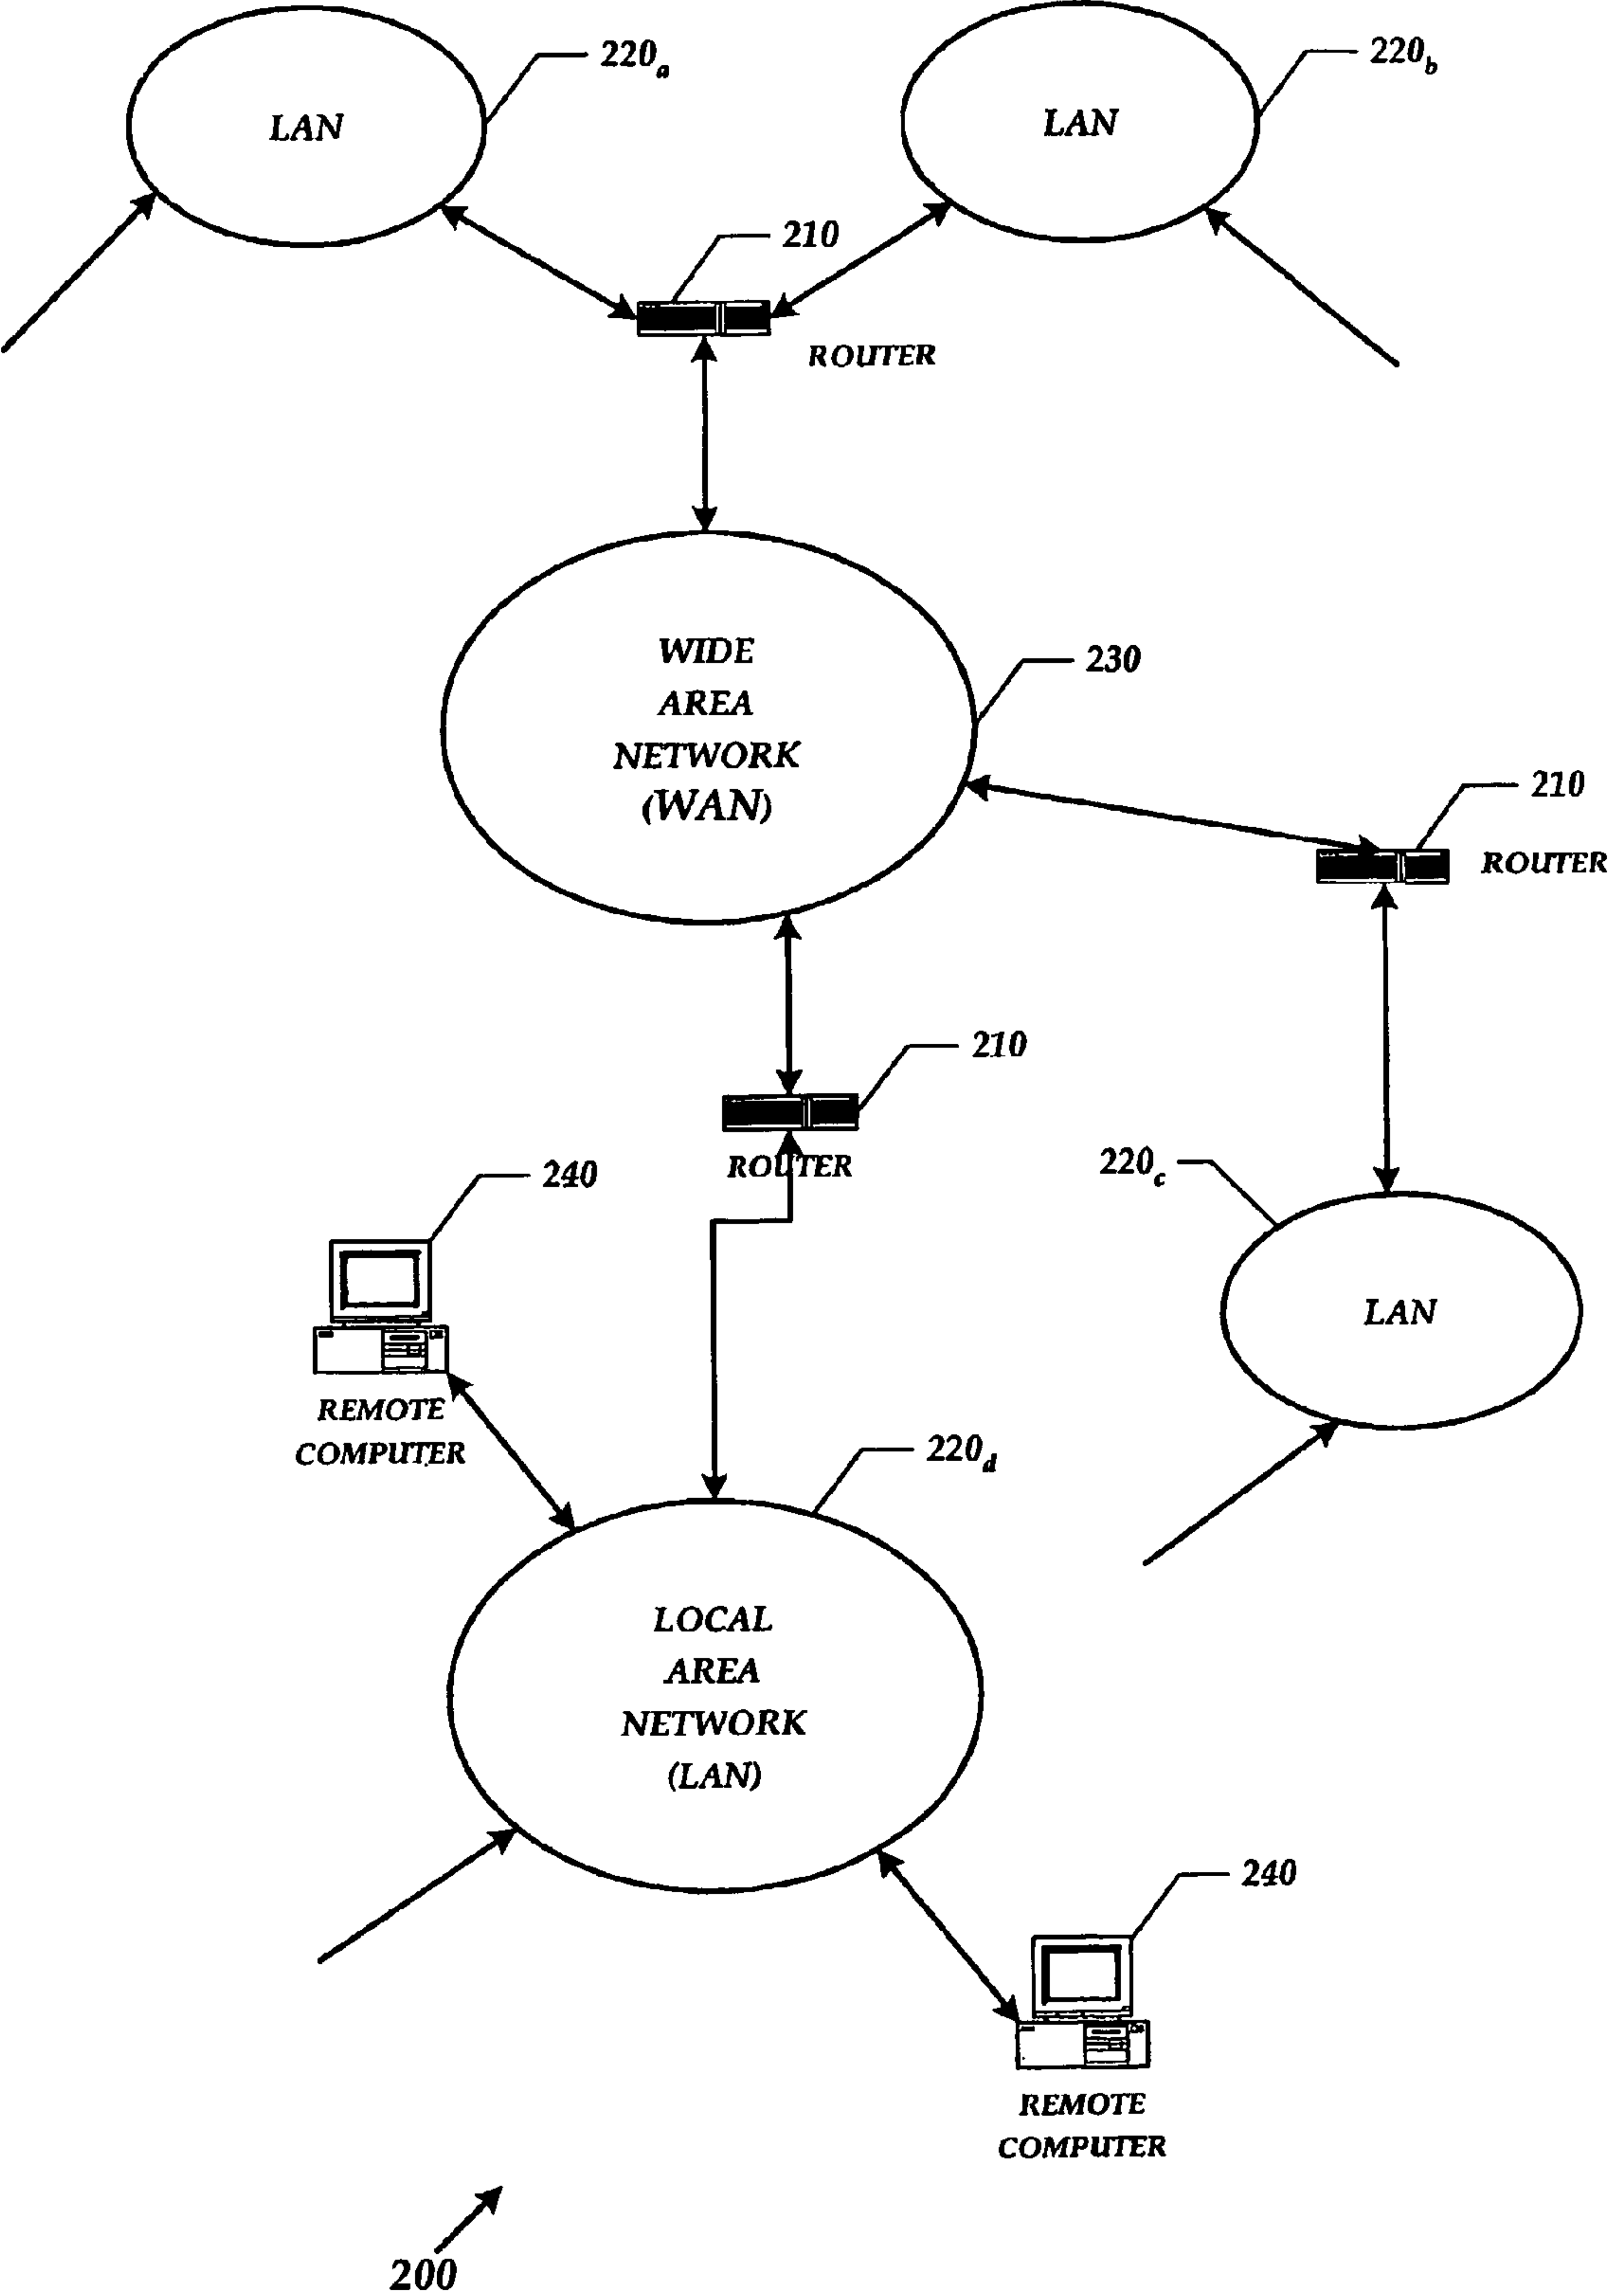 220a
220b
LAN
LAN
210
ROUTER
WIDE
AREA
NETWORK
(WAN)
230
210
ROUTER
210
ROUTER
220c
240
LAN
REMOTE
COMPUTER
220d
LOCAL
AREA
NETWORK
(LAN)
240
REMOTE
COMPUTER
200